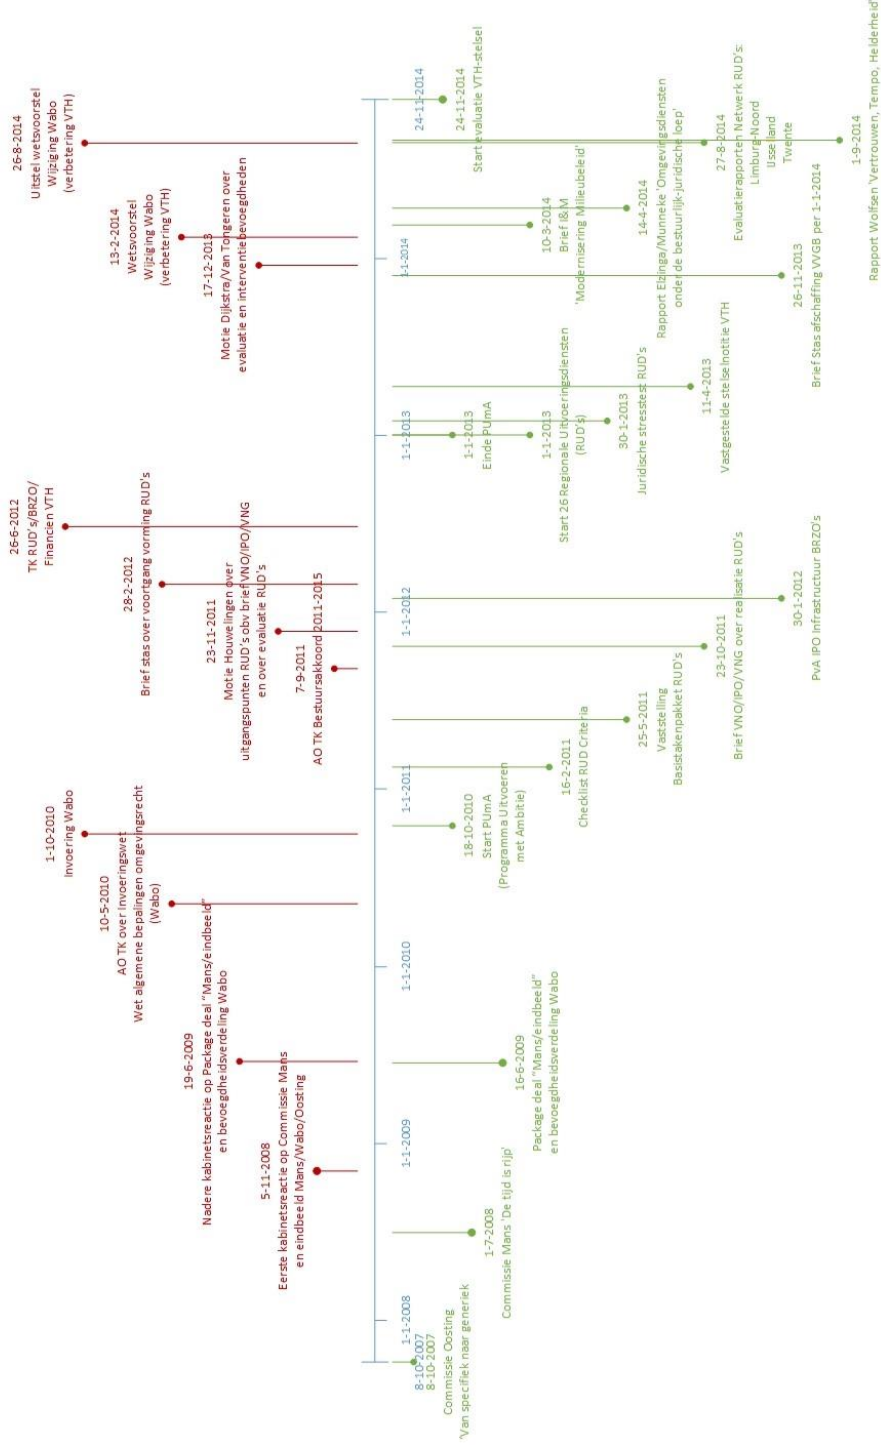 26-8-2014
Uitstel wetsvoorstel
Wijziging Wabo
(verbetering VTH)
13-2-2014
Wetsvoorstel
Wijziging Wabo
(verbetering VTH)
17-12-2013
Motie Dijkstra/Van Tongeren over
evaluatie en interventiebevoegdheden
26-6-2012
TK RUD's/BRZO/
Financien VTH
28-2-2012
Brief stas over voortgang vorming RUD's
23-11-2011
Motie Houwelingen over
uitgangspunten RUD's obv brief VNO/IPO/VNG
en over evaluatie RUD's
7-9-2011
AO TK Bestuursakkoord 2011-2015
1-10-2010
Invoering Wabo
10-5-2010
AO TK over Invoeringswet
Wet algemene bepalingen omgevingsrecht
(Wabo)
19-6-2009
Nadere kabinetsreactie op Package deal "Mans/eindbeeld"
en bevoegdheidsverdeling Wabo
5-11-2008
Eerste kabinetsreactie op Commissie Mans
en eindbeeld Mans/Wabo/Oosting
8-10-2007
1-1-2008
1-1-2009
1-1-2010
1-1-2011
1-1-2012
1-1-2013
1-1-2014
24-11-2014
8-10-2007
Commissie Oosting
'Van specifiek naar generiek
1-7-2008
Commissie Mans 'De tijd is rijp'
16-6-2009
Package deal "Mans/eindbeeld"
en bevoegdheidsverdeling Wabo
18-10-2010
Start PUmA
(Programma Uitvoeren
met Ambitie)
16-2-2011
Checklist RUD Criteria
25-5-2011
Vaststelling
Basistakenpakket RUD's
23-10-2011
Brief VNO/IPO/VNG over realisatie RUD's
30-1-2012
PvA IPO Infrastructuur BRZO's
1-1-2013
Einde PUmA
1-1-2013
Start 26 Regionale Uitvoeringsdiensten
(RUD's)
30-1-2013
Juridische stresstest RUD's
11-4-2013
Vastgestelde stelselnotitie VTH
26-11-2013
Brief Stas afschaffing VVGB per 1-1-2014
10-3-2014
Brief I&M
'Modernisering Milieubeleid'
14-4-2014
Rapport Elzinga/Munneke 'Omgevingsdiensten
onder de bestuurlijk-juridische loep'
27-8-2014
Evaluatierapporten Netwerk RUD's:
Limburg-Noord
IJsselland
Twente
1-9-2014
Rapport Wolfsen 'Vertrouwen, Tempo, Helderheid'
24-11-2014
Start evaluatie VTH-stelsel